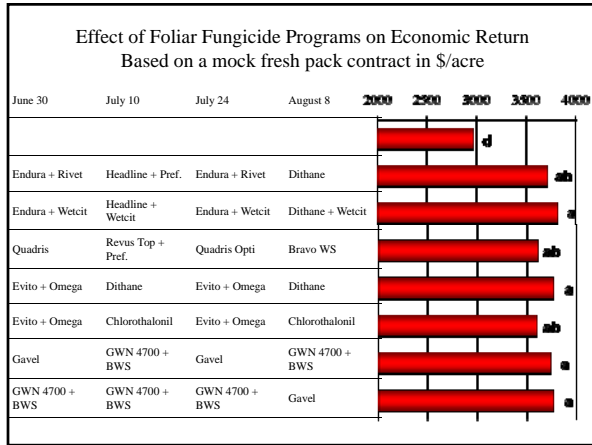 Effect of Foliar Fungicide Programs on Economic Return
Based on a mock fresh pack contract in $/acre
June 30 July 10 July 24 August 8 2000 2500 3000 3500 4000
d
Endura + Rivet Headline + Pref. Endura + Rivet Dithane ab
Endura + Wetcit Headline + Wetcit Endura + Wetcit Dithane + Wetcit a
Quadris Revus Top + Pref. Quadris Opti Bravo WS ab
Evito + Omega Dithane Evito + Omega Dithane a
Evito + Omega Chlorothalonil Evito + Omega Chlorothalonil ab
Gavel GWN 4700 + BWS Gavel GWN 4700 + BWS a
GWN 4700 + BWS GWN 4700 + BWS GWN 4700 + BWS Gavel a